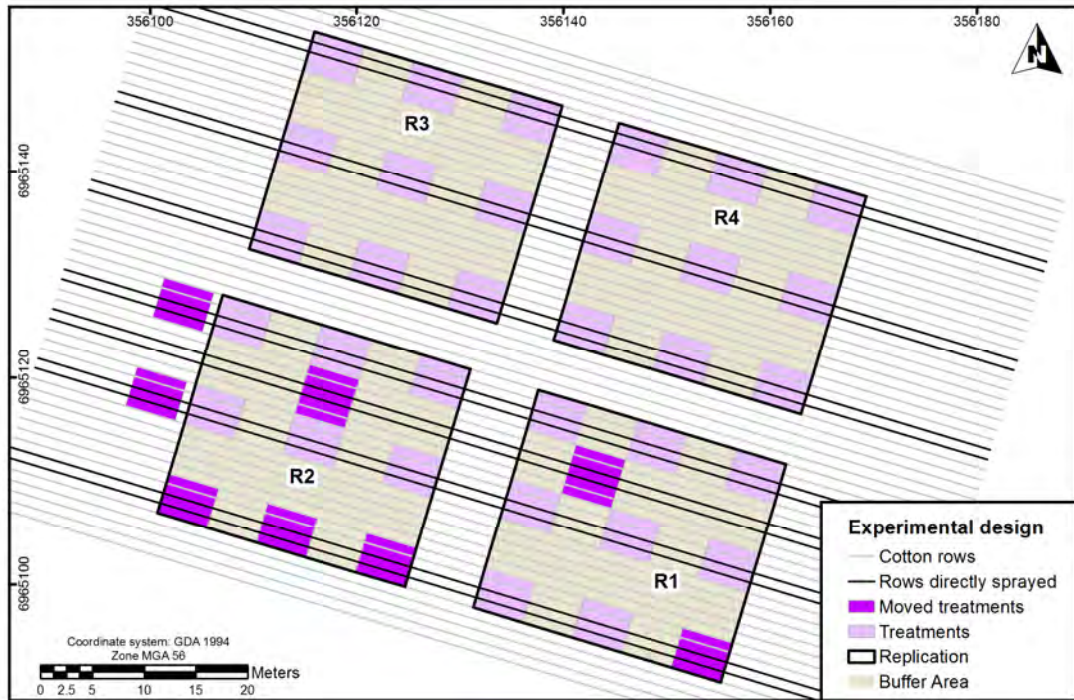 356100 356120 356140 356160 356180
N
R3
R4
6965140
6965120
6965100
R2
R1
Experimental design
Cotton rows
Rows directly sprayed
Moved treatments
Treatments
Replication
Buffer Area
Coordinate system: GDA 1994
Zone MGA 56
Meters
0 2.5 5 10 15 20